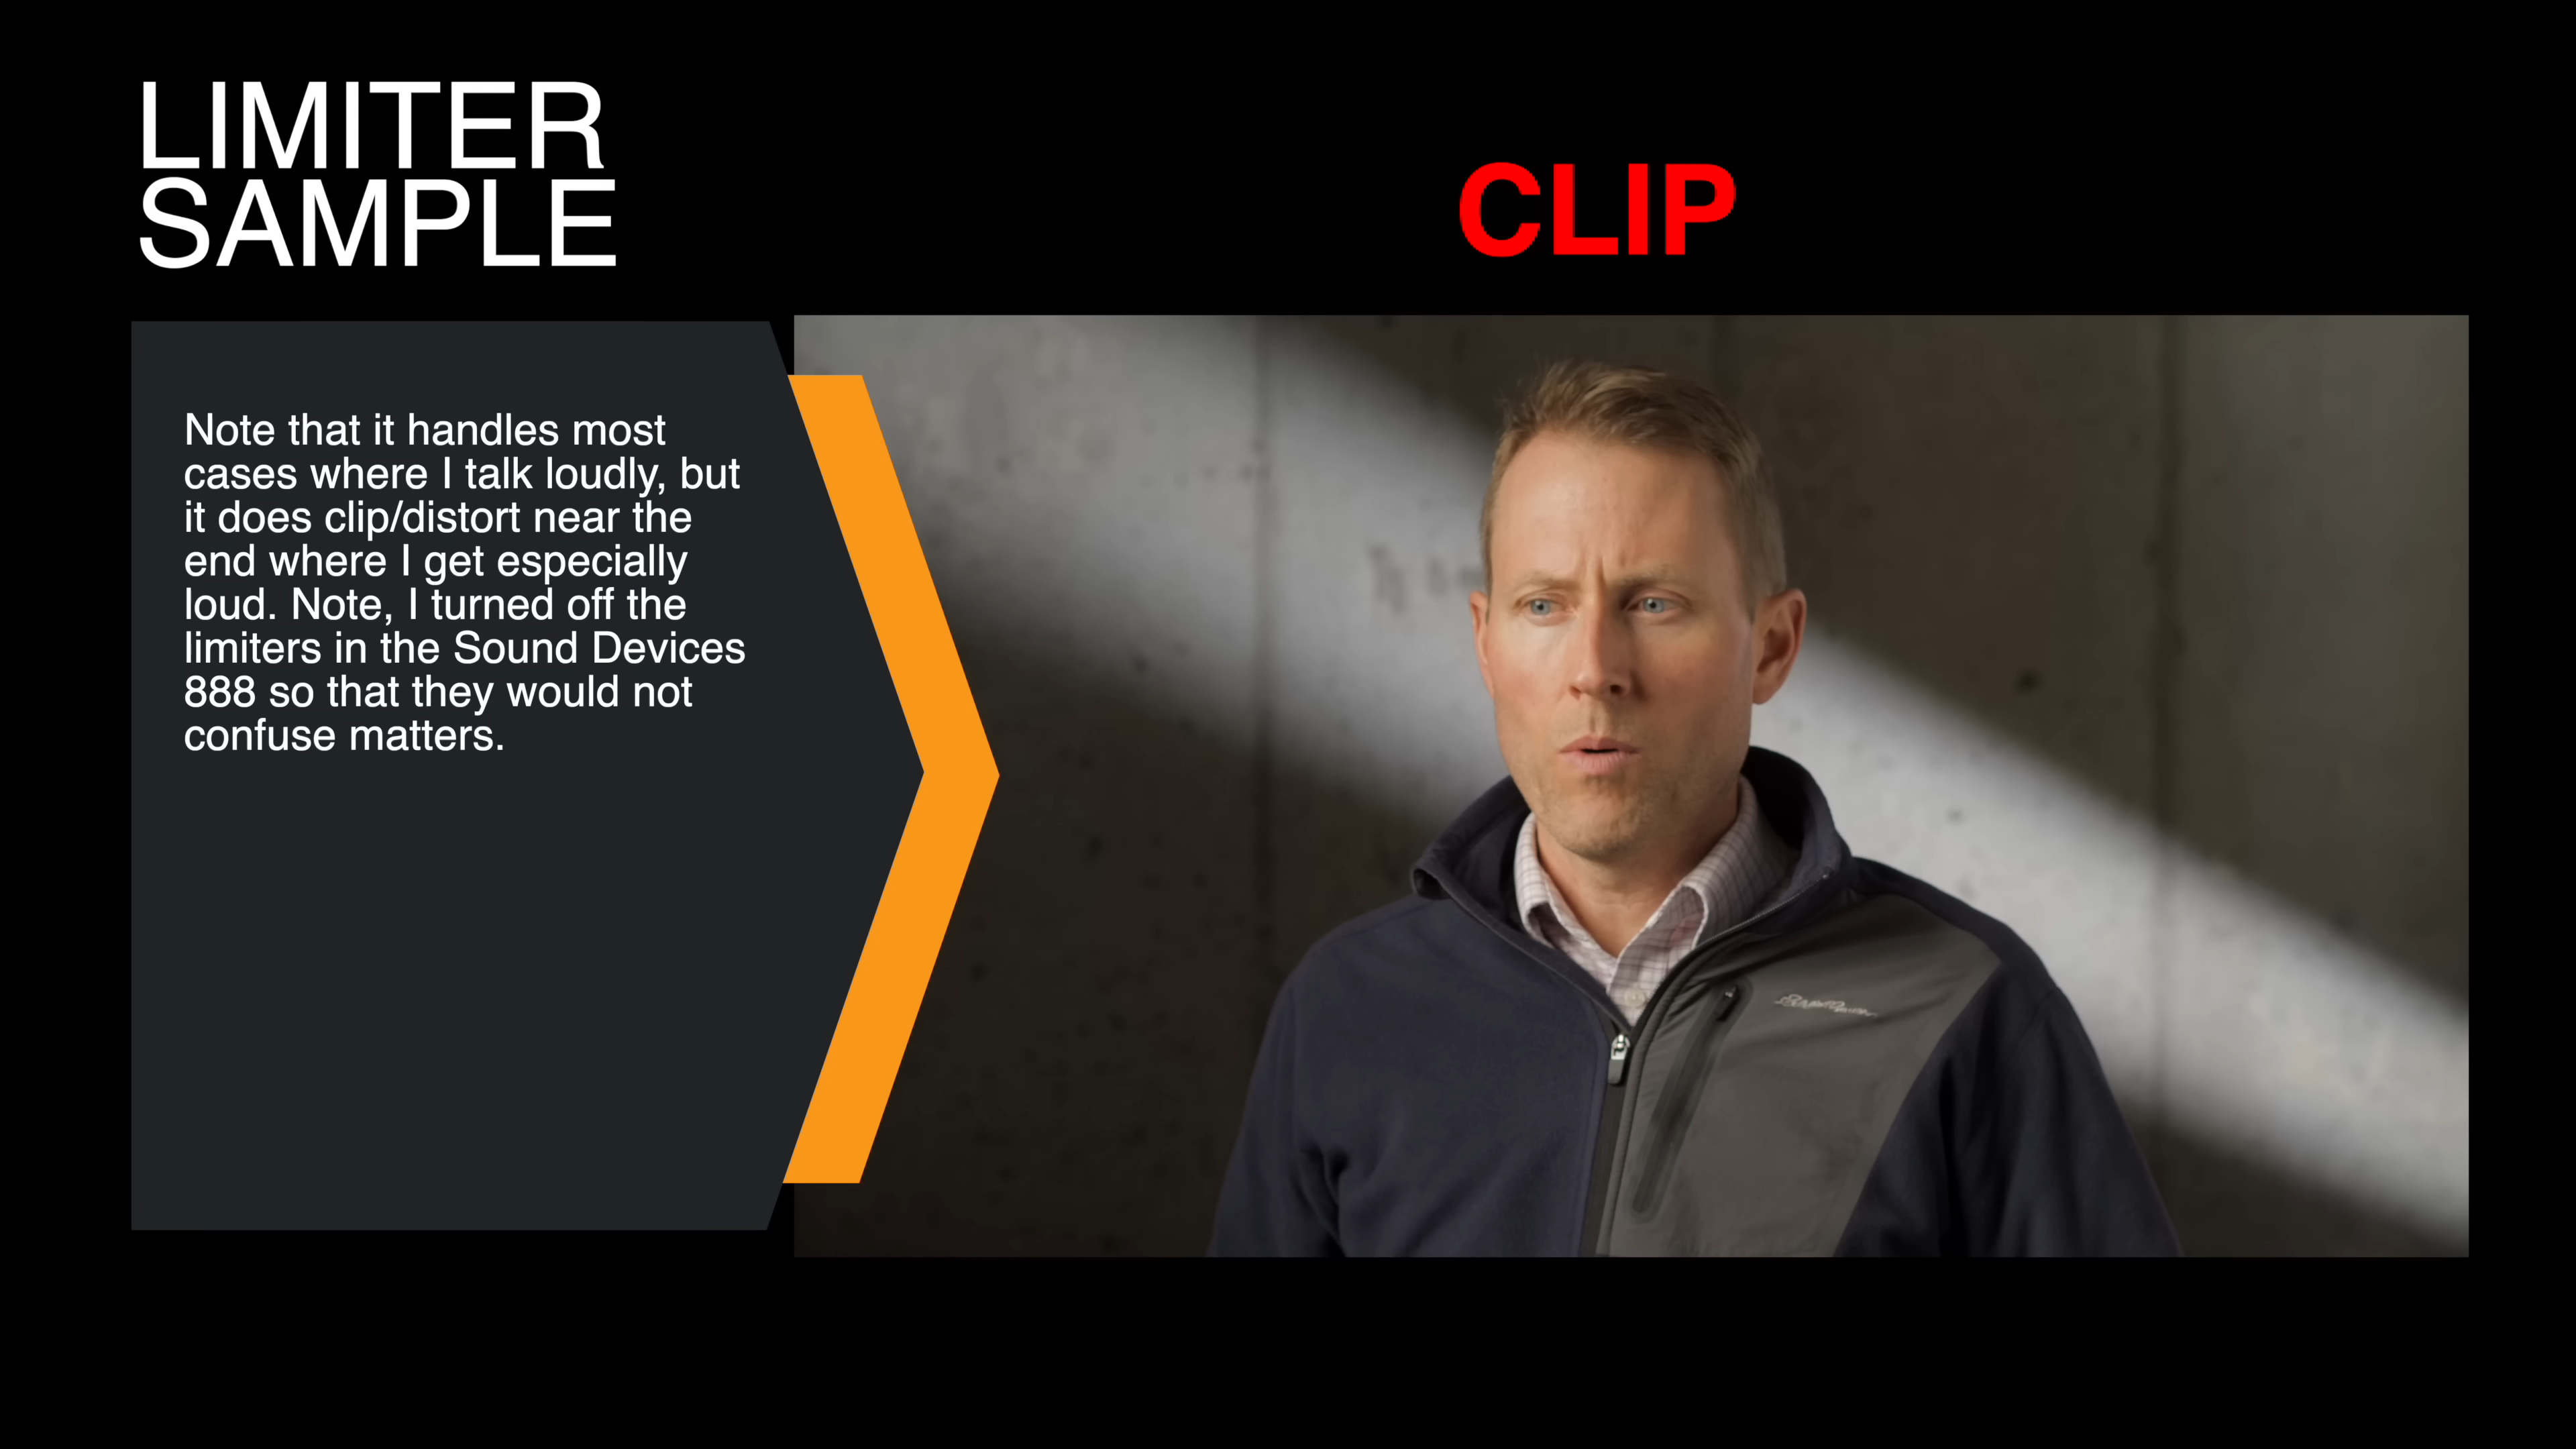 LIMITER
SAMPLE
CLIP
Note that it handles most
cases where I talk loudly, but
it does clip/distort near the
end where I get especially
loud. Note, I turned off the
limiters in the Sound Devices
888 so that they would not
confuse matters.